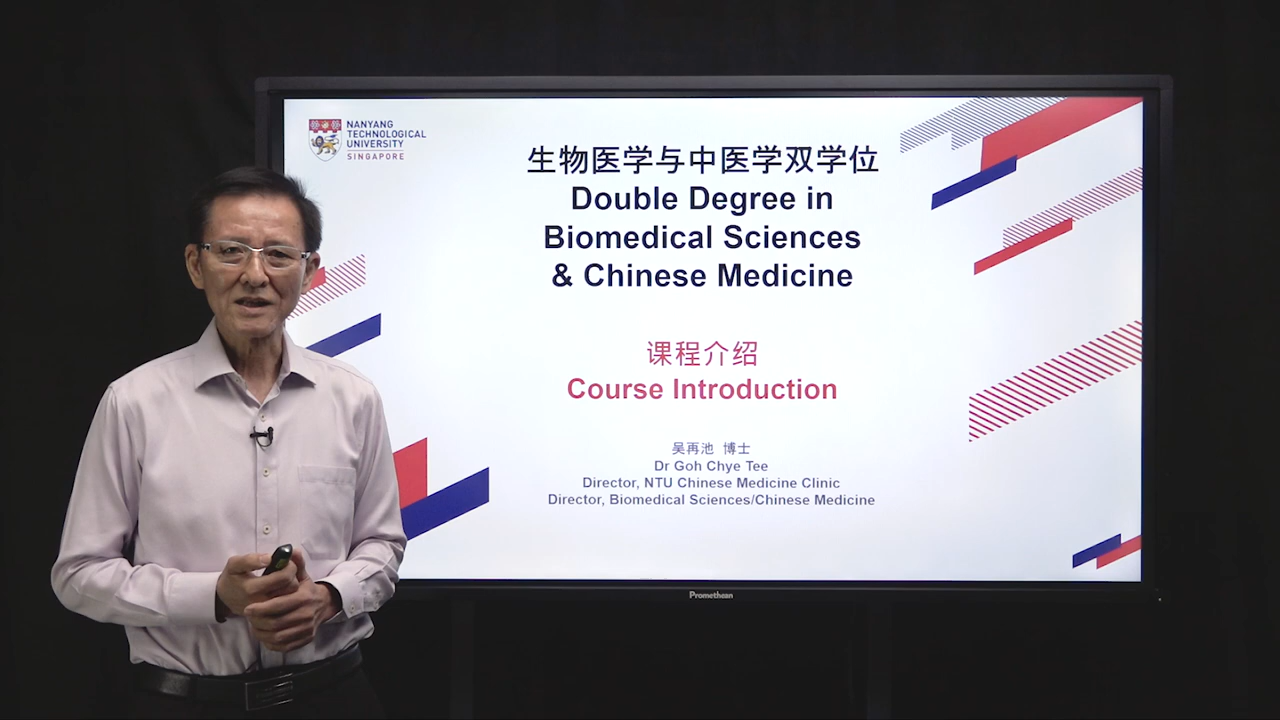 NANYANG
TECHNOLOGICAL
UNIVERSITY
SINGAPORE
生物医学与中医学双学位
Double Degree in
Biomedical Sciences
& Chinese Medicine
课程介绍
Course Introduction
吴再池 博士
Dr Goh Chye Tee
Director, NTU Chinese Medicine Clinic
Director, Biomedical Sciences/Chinese Medicine
Promethean